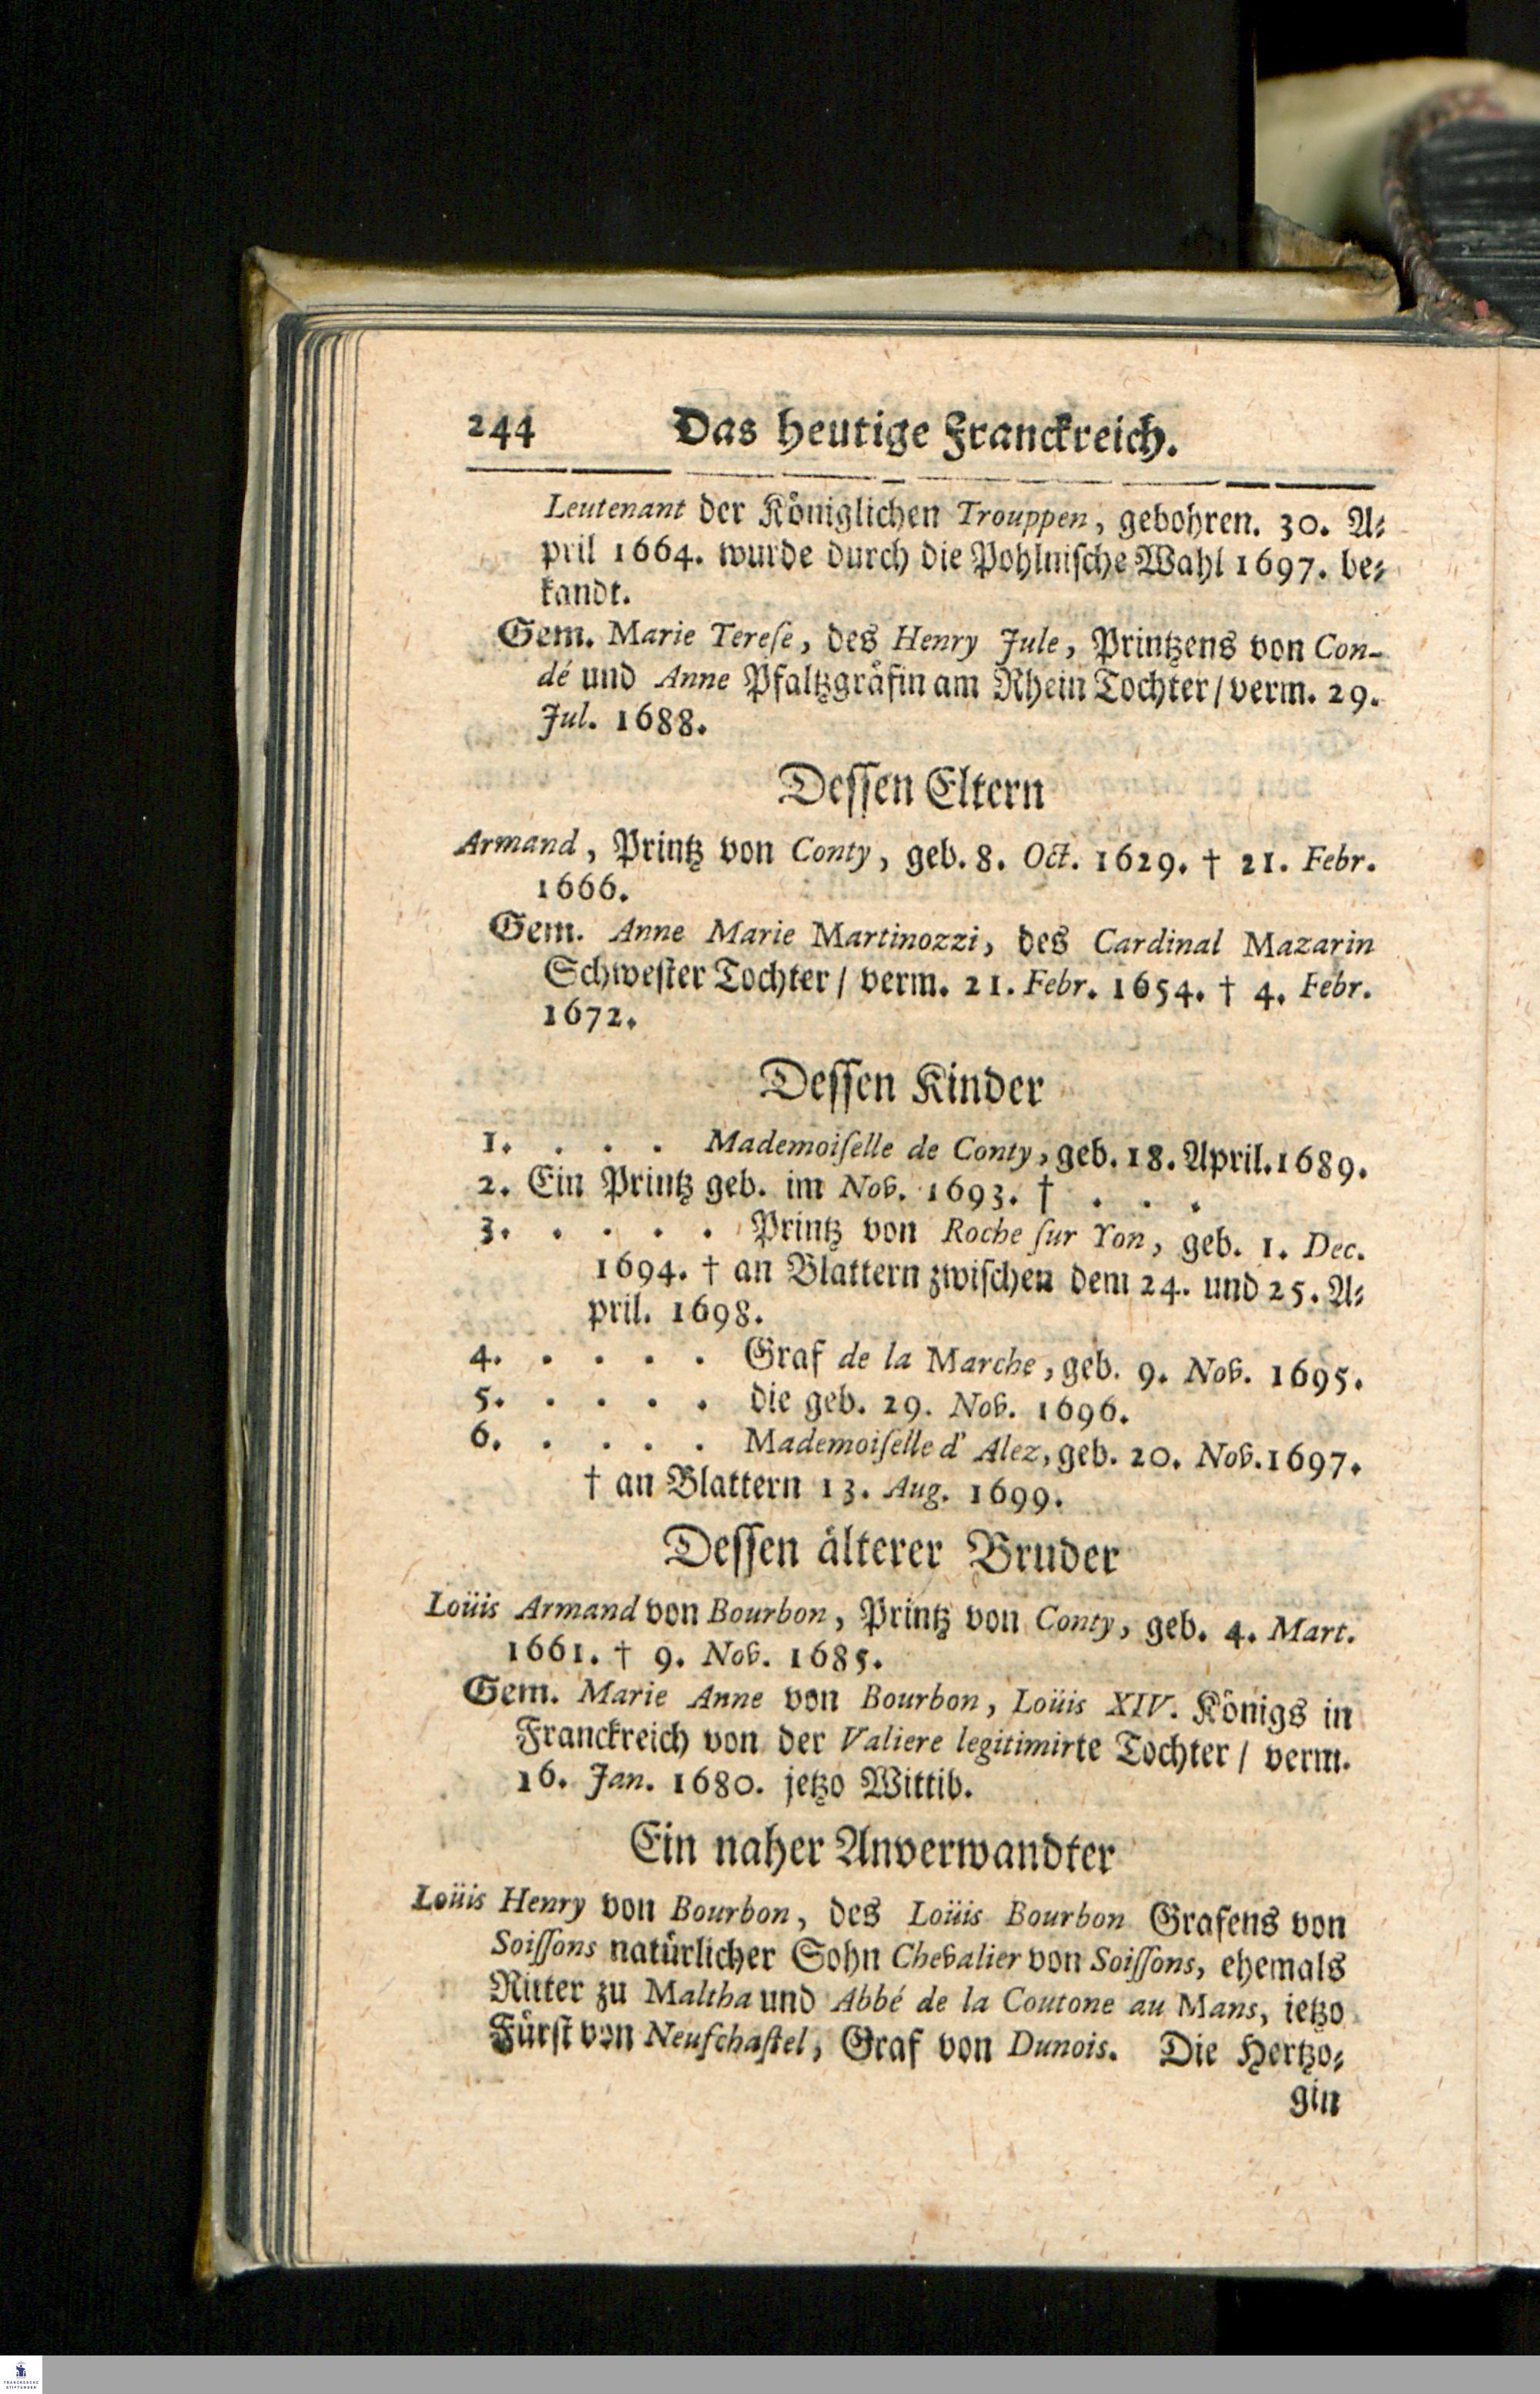 244 Das heutige Franckreich.
Leutenant der Königlichen Trouppen, gebohren. 30. A⸗
pril 1664. wurde durch die Pohlnische Wahl 1697. be⸗
kandt.
Gem. Marie Terese, des Henry Jule, Printzens von Con-
dé und Anne Pfaltzgräfin am Rhein Tochter / verm. 29.
Jul. 1688.
Dessen Eltern
Armand, Printz von Conty, geb. 8. Oct. 1629. † 21. Febr.
1666.
Gem. Anne Marie Martinozzi, des Cardinal Mazarin
Schwester Tochter / verm. 21. Febr. 1654. † 4. Febr.
1672.
Dessen Kinder
1. . . . Mademoiselle de Conty, geb. 18. April. 1689.
2. Ein Printz geb. im Nov. 1693. † . . .
3. . . . . Printz von Roche sur Yon, geb. 1. Dec.
1694. † an Blattern zwischen dem 24. und 25. A⸗
pril. 1698.
4. . . . . Graf de la Marche, geb. 9. Nov. 1695.
5. . . . . die geb. 29. Nov. 1696.
6. . . . . Mademoiselle d' Alez, geb. 20. Nov. 1697.
† an Blattern 13. Aug. 1699.
Dessen älterer Bruder
Loüis Armand von Bourbon, Printz von Conty, geb. 4. Mart.
1661. † 9. Nov. 1685.
Gem. Marie Anne von Bourbon, Loüis XIV. Königs in
Franckreich von der Valiere legitimirte Tochter / verm.
16. Jan. 1680. jetzo Wittib.
Ein naher Anverwandter
Loüis Henry von Bourbon, des Loüis Bourbon Grafens von
Soissons natürlicher Sohn Chevalier von Soissons, ehemals
Ritter zu Maltha und Abbé de la Coutone au Mans, ietzo
Fürst von Neufchastel, Graf von Dunois. Die Hertzo⸗
gin
FRANCKESCHE
STIFTUNGEN